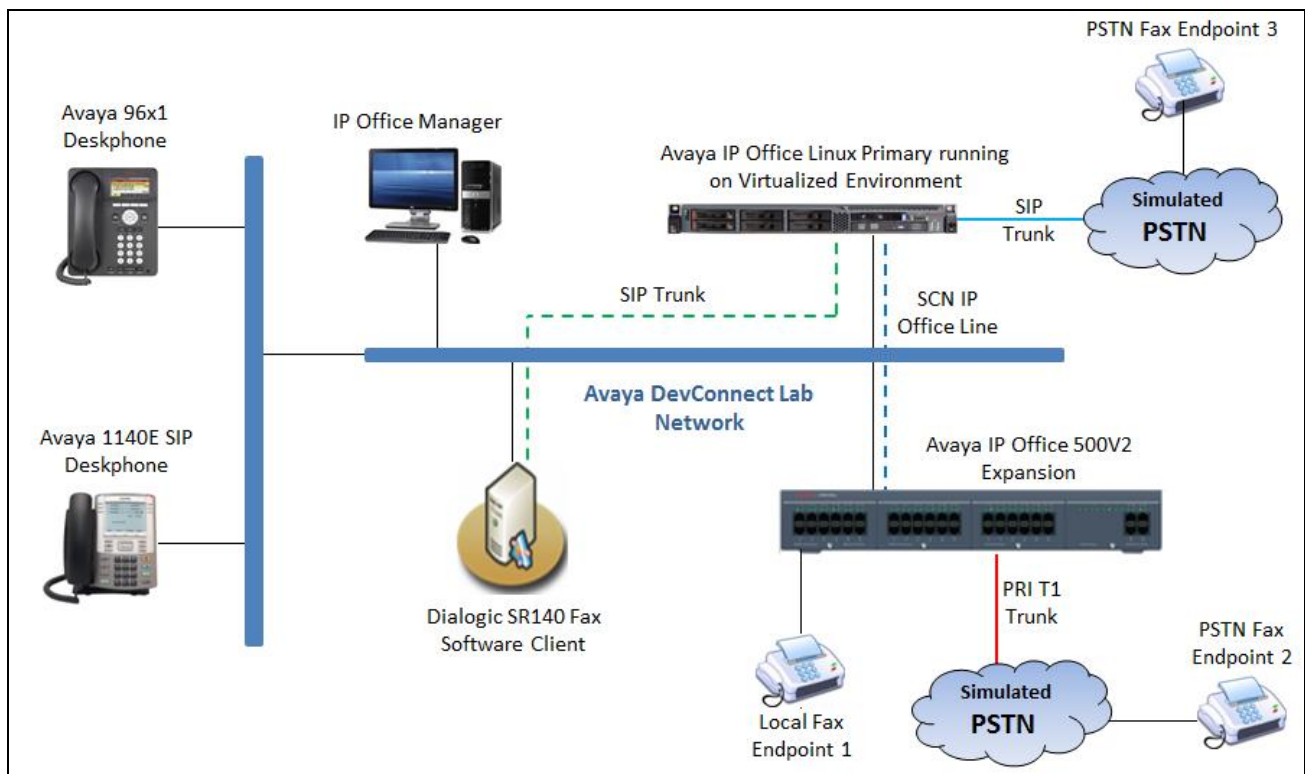 PSTN Fax Endpoint 3
Avaya 96x1
Deskphone
IP Office Manager
Avaya IP Office Linux Primary running
on Virtualized Environment
SIP
Trunk
Simulated
PSTN
SIP Trunk
SCN IP
Office Line
Avaya DevConnect Lab
Network
Avaya 1140E SIP
Deskphone
Avaya IP Office 500V2
Expansion
Dialogic SR140 Fax
Software Client
PRI T1
Trunk
PSTN Fax
Endpoint 2
Local Fax
Endpoint 1
Simulated
PSTN